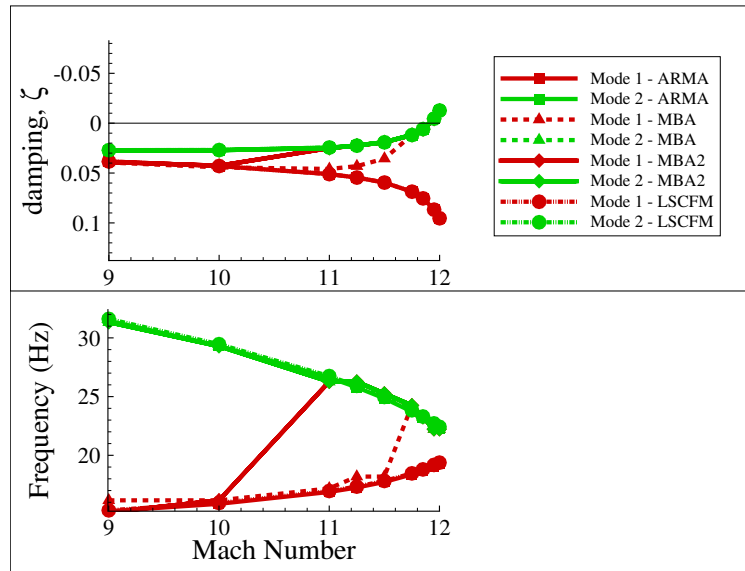 damping, ζ
-0.05
0
0.05
0.1
9
10
11
12
Mode 1 - ARMA
Mode 2 - ARMA
Mode 1 - MBA
Mode 2 - MBA
Mode 1 - MBA2
Mode 2 - MBA2
Mode 1 - LSCFM
Mode 2 - LSCFM
Frequency (Hz)
30
25
20
9
10
11
12
Mach Number